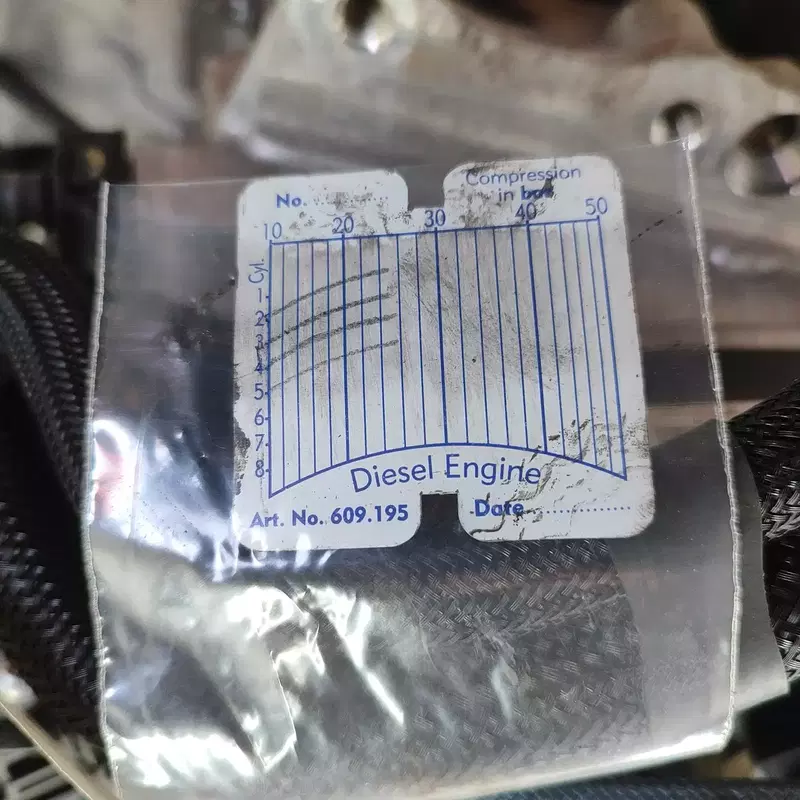 No.
Compression
in bar
10 20 30 40 50
Cyl.
1
2
3
4
5
6
7
8
Diesel Engine
Art. No. 609.195
Date